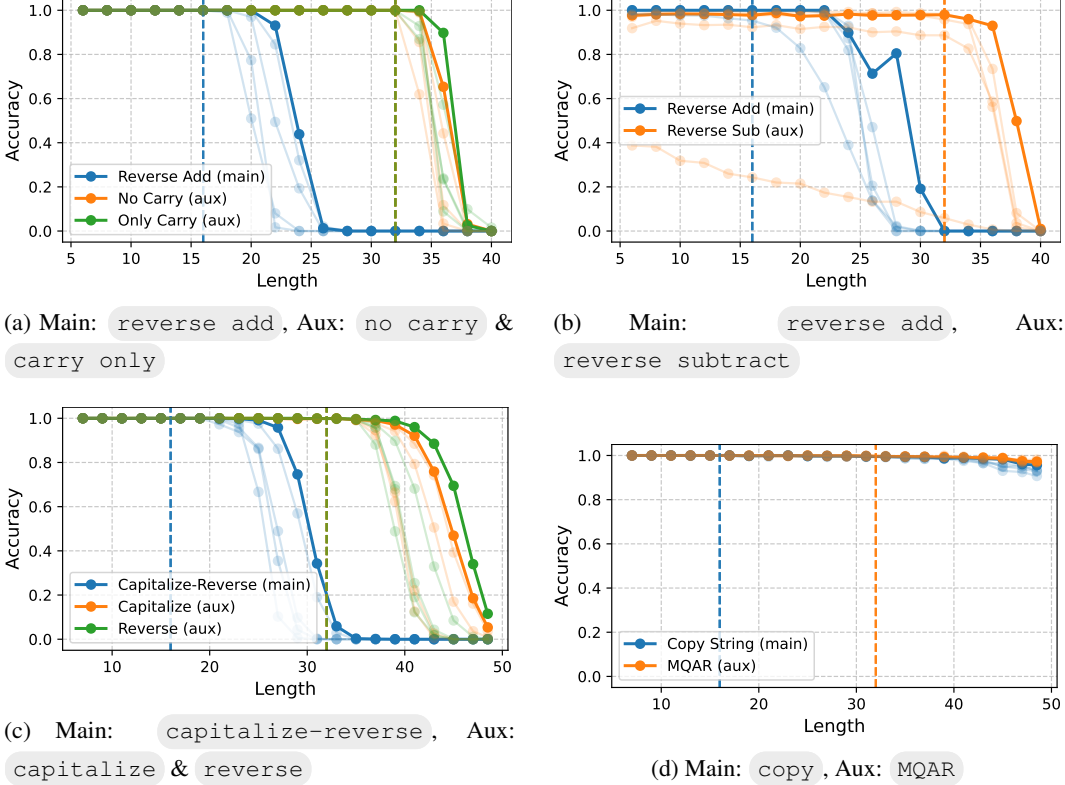 1.0
0.8
0.6
0.4
0.2
0.0
Accuracy
Reverse Add (main)
No Carry (aux)
Only Carry (aux)
5 10 15 20 25 30 35 40
Length
(a) Main: reverse add, Aux: no carry &
carry only
1.0
0.8
0.6
0.4
0.2
0.0
Accuracy
Reverse Add (main)
Reverse Sub (aux)
5 10 15 20 25 30 35 40
Length
(b) Main: reverse add, Aux:
reverse subtract
1.0
0.8
0.6
0.4
0.2
0.0
Accuracy
Capitalize-Reverse (main)
Capitalize (aux)
Reverse (aux)
10 20 30 40 50
Length
(c) Main: capitalize-reverse, Aux:
capitalize & reverse
1.0
0.8
0.6
0.4
0.2
0.0
Accuracy
Copy String (main)
MQAR (aux)
10 20 30 40 50
Length
(d) Main: copy, Aux: MQAR